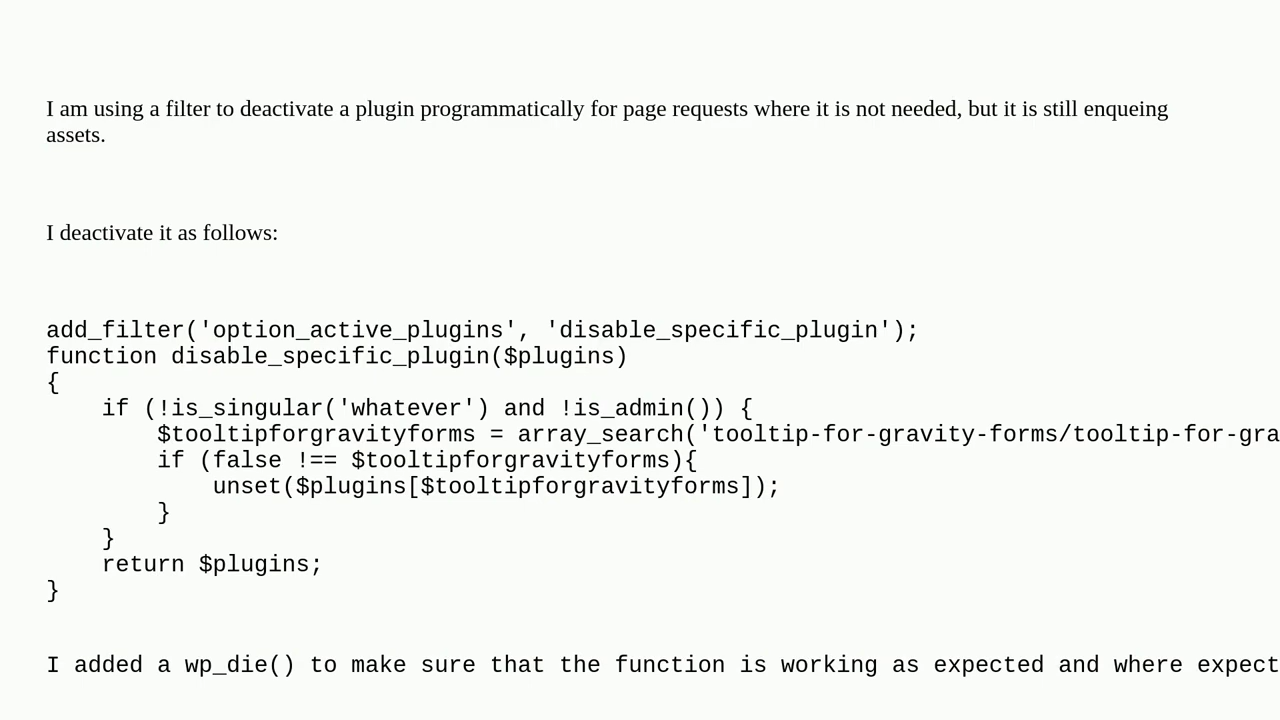 I am using a filter to deactivate a plugin programmatically for page requests where it is not needed, but it is still enqueing
assets.
I deactivate it as follows:
add_filter('option_active_plugins', 'disable_specific_plugin');
function disable_specific_plugin($plugins)
{
    if (!is_singular('whatever') and !is_admin()) {
        $tooltipforgravityforms = array_search('tooltip-for-gravity-forms/tooltip-for-gra
        if (false !== $tooltipforgravityforms){
            unset($plugins[$tooltipforgravityforms]);
        }
    }
    return $plugins;
}
I added a wp_die() to make sure that the function is working as expected and where expect